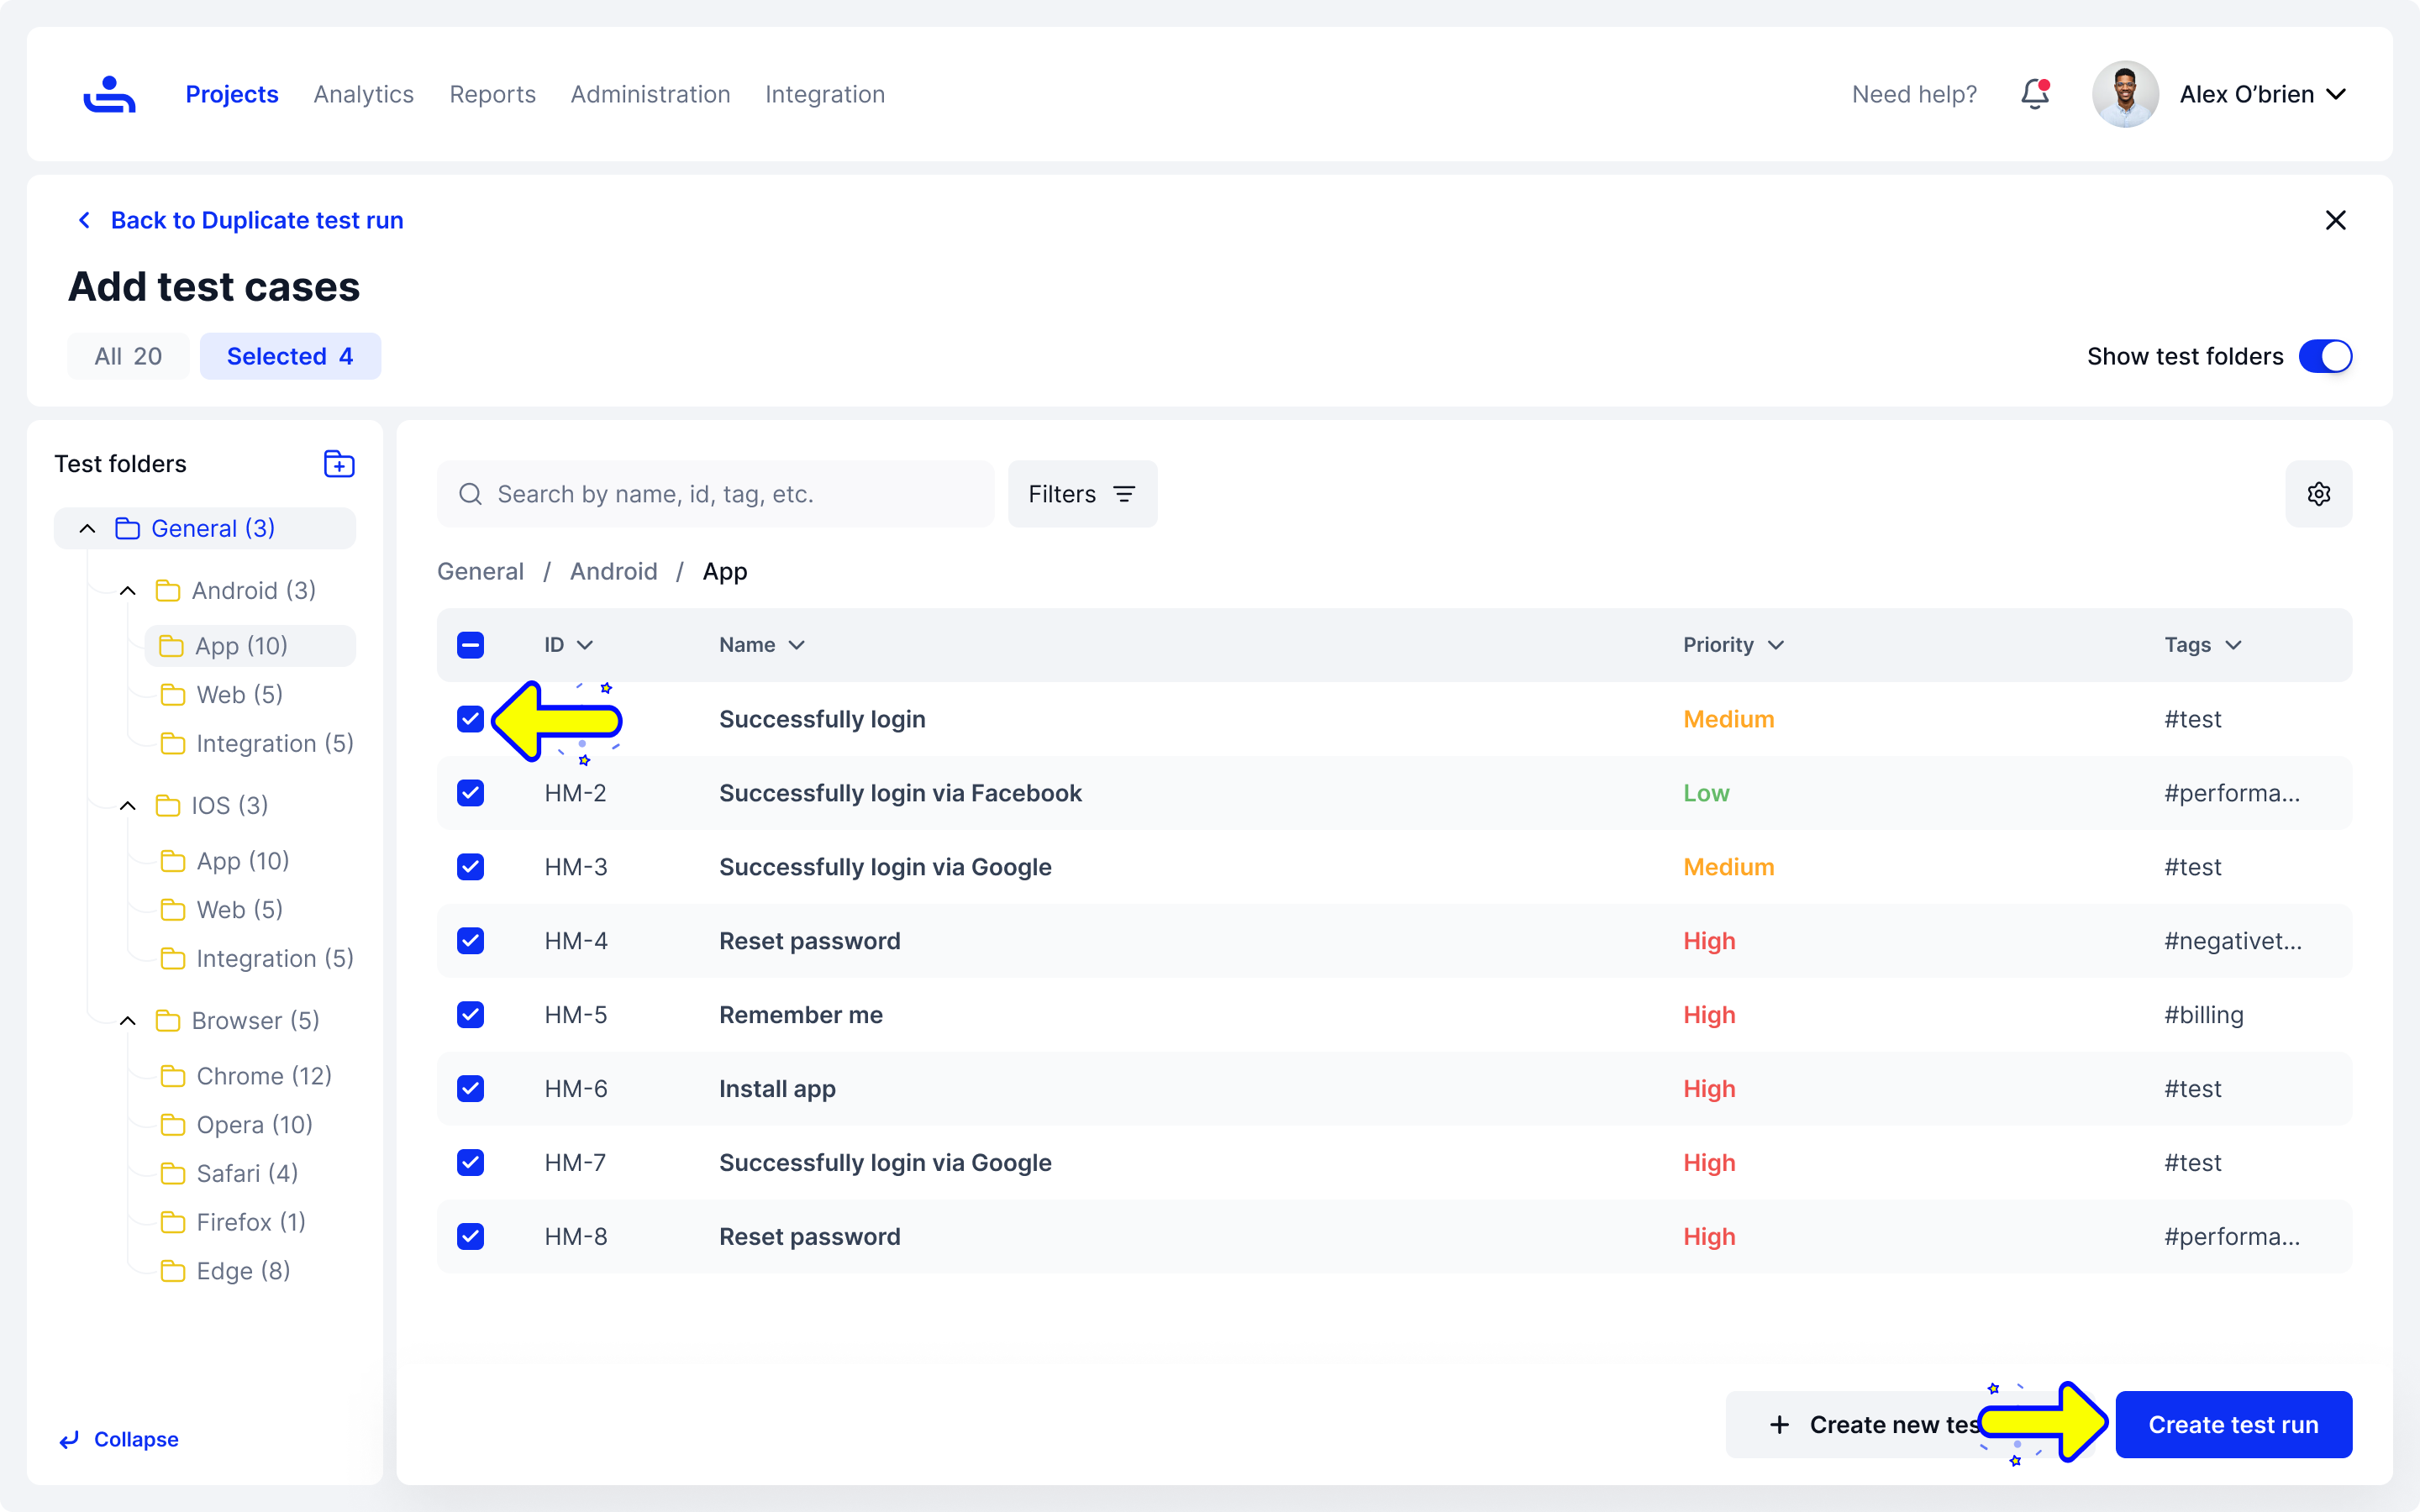 Projects Analytics Reports Administration Integration Need help? Alex O’brien
Back to Duplicate test run
Add test cases
All 20 Selected 4 Show test folders
Test folders
General (3)
Android (3)
App (10)
Web (5)
Integration (5)
IOS (3)
App (10)
Web (5)
Integration (5)
Browser (5)
Chrome (12)
Opera (10)
Safari (4)
Firefox (1)
Edge (8)
Collapse
Search by name, id, tag, etc. Filters
General / Android / App
ID Name Priority Tags
Successfully login Medium #test
HM-2 Successfully login via Facebook Low #performa...
HM-3 Successfully login via Google Medium #test
HM-4 Reset password High #negativet...
HM-5 Remember me High #billing
HM-6 Install app High #test
HM-7 Successfully login via Google High #test
HM-8 Reset password High #performa...
+ Create new tes Create test run